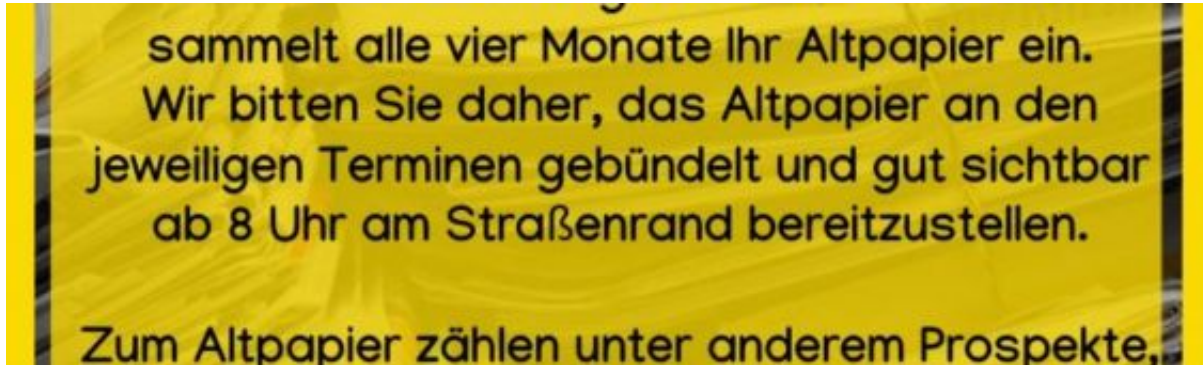 sammelt alle vier Monate Ihr Altpapier ein.
Wir bitten Sie daher, das Altpapier an den
jeweiligen Terminen gebündelt und gut sichtbar
ab 8 Uhr am Straßenrand bereitzustellen.
Zum Altpapier zählen unter anderem Prospekte,